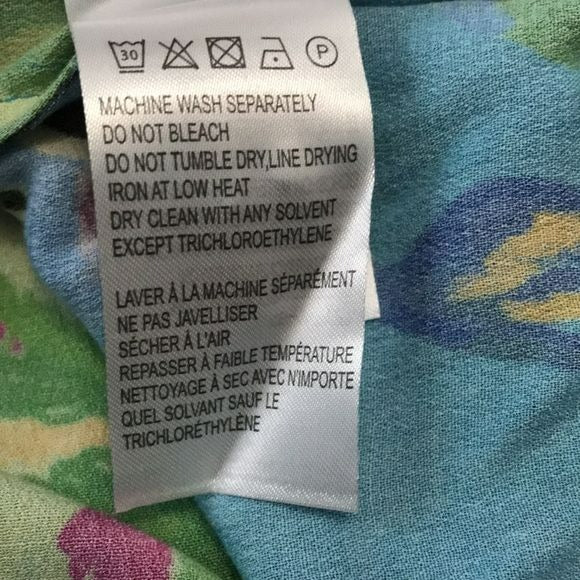 30 P
MACHINE WASH SEPARATELY
DO NOT BLEACH
DO NOT TUMBLE DRY,LINE DRYING
IRON AT LOW HEAT
DRY CLEAN WITH ANY SOLVENT
EXCEPT TRICHLOROETHYLENE
LAVER À LA MACHINE SÉPARÉMENT
NE PAS JAVELLISER
SÉCHER À L'AIR
REPASSER À FAIBLE TEMPÉRATURE
NETTOYAGE À SEC AVEC N'IMPORTE
QUEL SOLVANT SAUF LE
TRICHLORÉTHYLÈNE